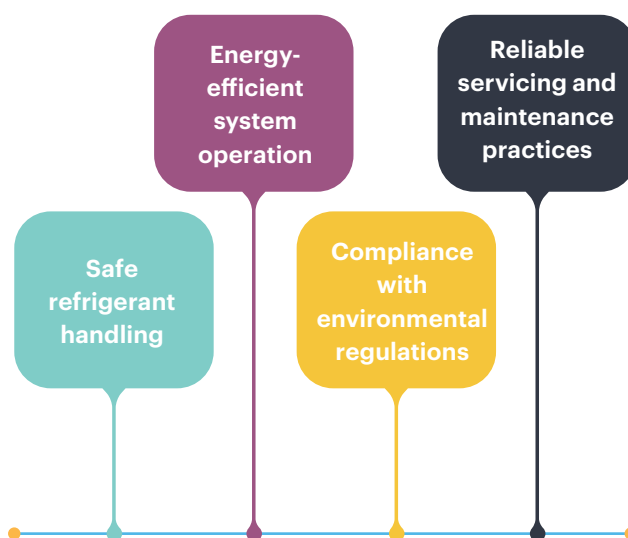 Safe
refrigerant
handling
Energy-
efficient
system
operation
Compliance
with
environmental
regulations
Reliable
servicing and
maintenance
practices